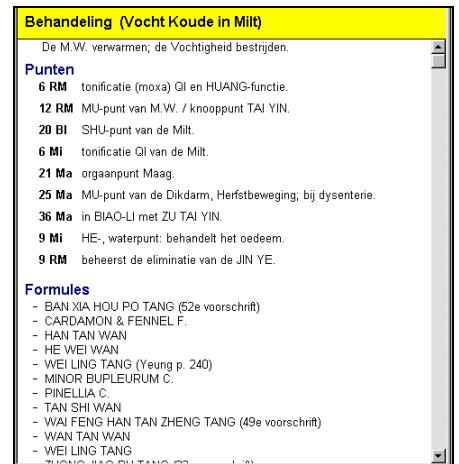 Behandeling (Vocht Koude in Milt)
De M.W. verwarmen; de Vochtigheid bestrijden.
Punten
6 RM tonificatie (moxa) QI en HUANG-functie.
12 RM MU-punt van M.W. / knooppunt TAI YIN.
20 Bl SHU-punt van de Milt.
6 Mi tonificatie QI van de Milt.
21 Ma orgaanpunt Maag.
25 Ma MU-punt van de Dikdarm, Herfstbeweging; bij dysenterie.
36 Ma in BIAO-LI met ZU TAI YIN.
9 Mi HE-, waterpunt: behandelt het oedeem.
9 RM beheerst de eliminatie van de JIN YE.
Formules
- BAN XIA HOU PO TANG (52e voorschrift)
- CARDAMON & FENNEL F.
- HAN TAN WAN
- HE WEI WAN
- WEI LING TANG (Yeung p. 240)
- MINOR BUPLEURUM C.
- PINELLIA C.
- TAN SHI WAN
- WAI FENG HAN TAN ZHENG TANG (49e voorschrift)
- WAN TAN WAN
- WEI LING TANG